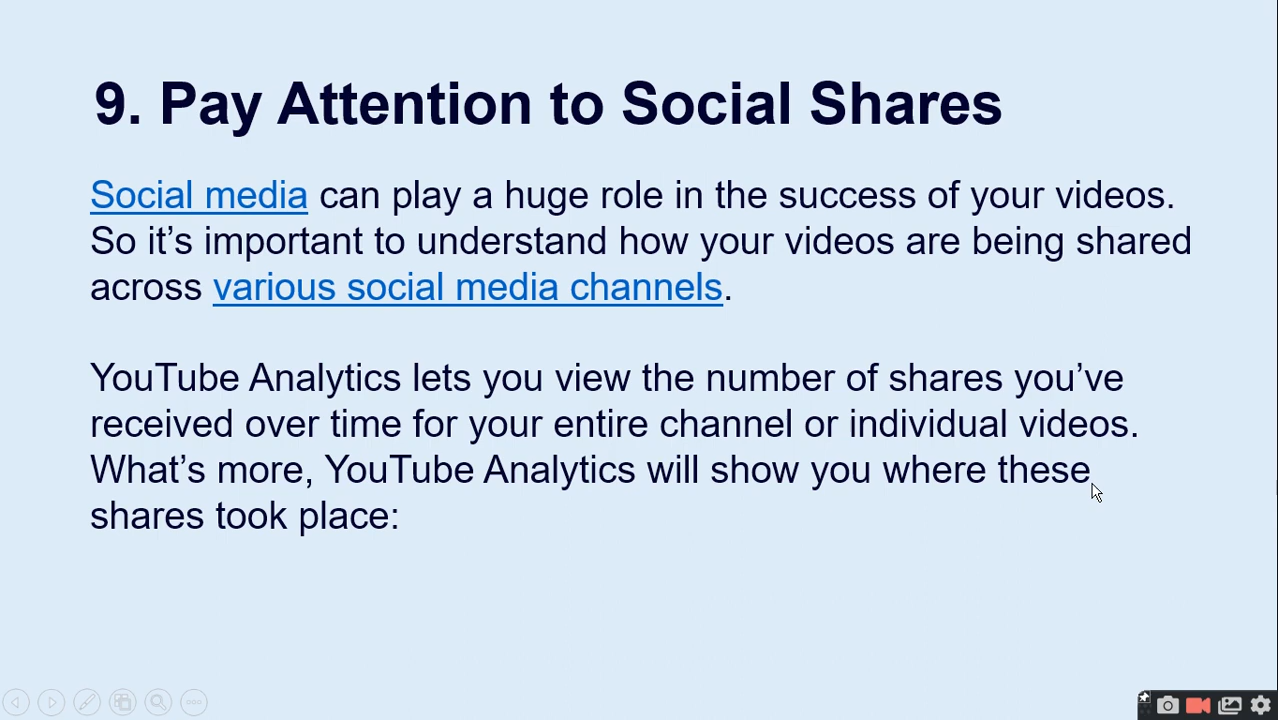 9. Pay Attention to Social Shares
Social media can play a huge role in the success of your videos.
So it’s important to understand how your videos are being shared
across various social media channels.
YouTube Analytics lets you view the number of shares you’ve
received over time for your entire channel or individual videos.
What’s more, YouTube Analytics will show you where these
shares took place: